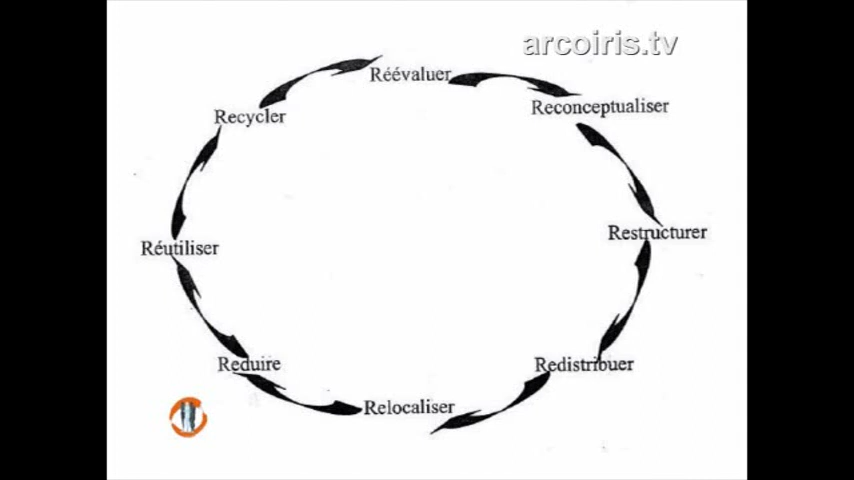 arcoiris.tv
Réévaluer
Reconceptualiser
Restructurer
Redistribuer
Relocaliser
Reduire
Réutiliser
Recycler